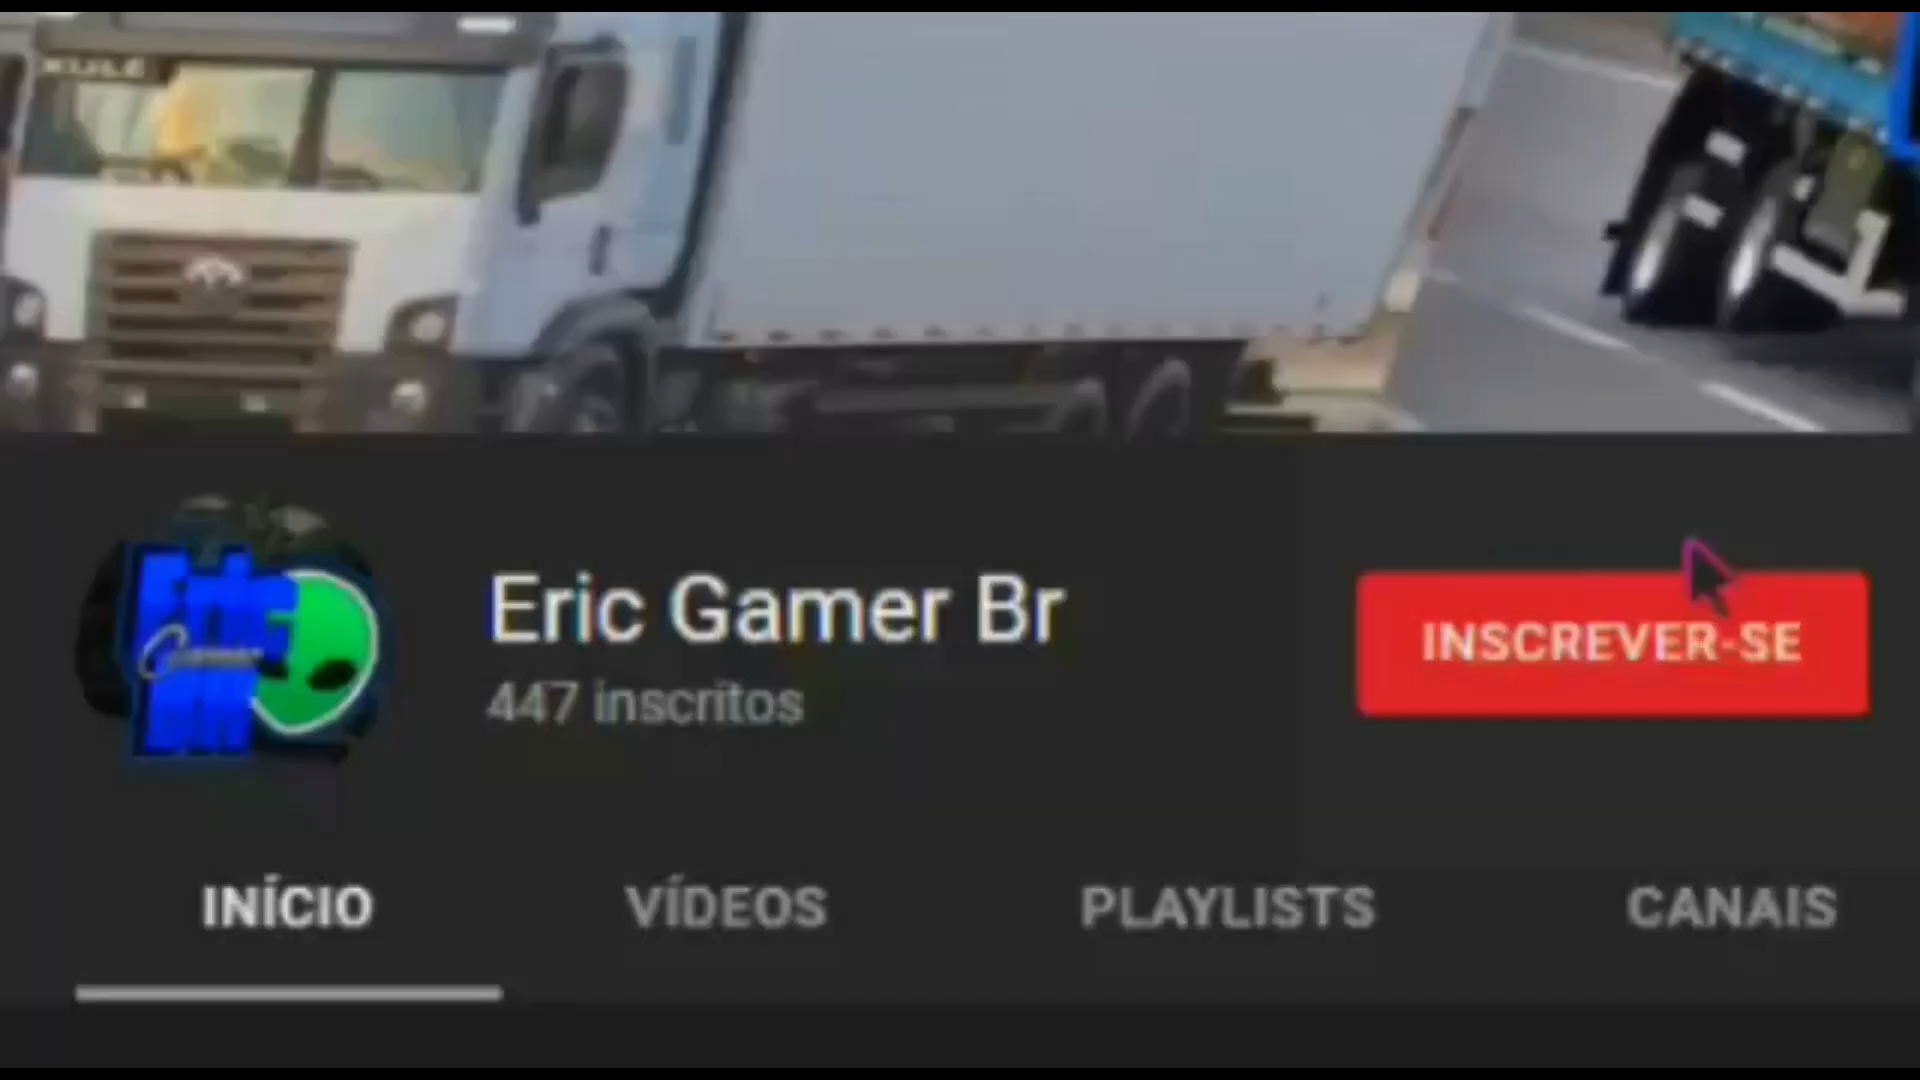 Eric Gamer Br
447 inscritos
INSCREVER-SE
INÍCIO
VÍDEOS
PLAYLISTS
CANAIS